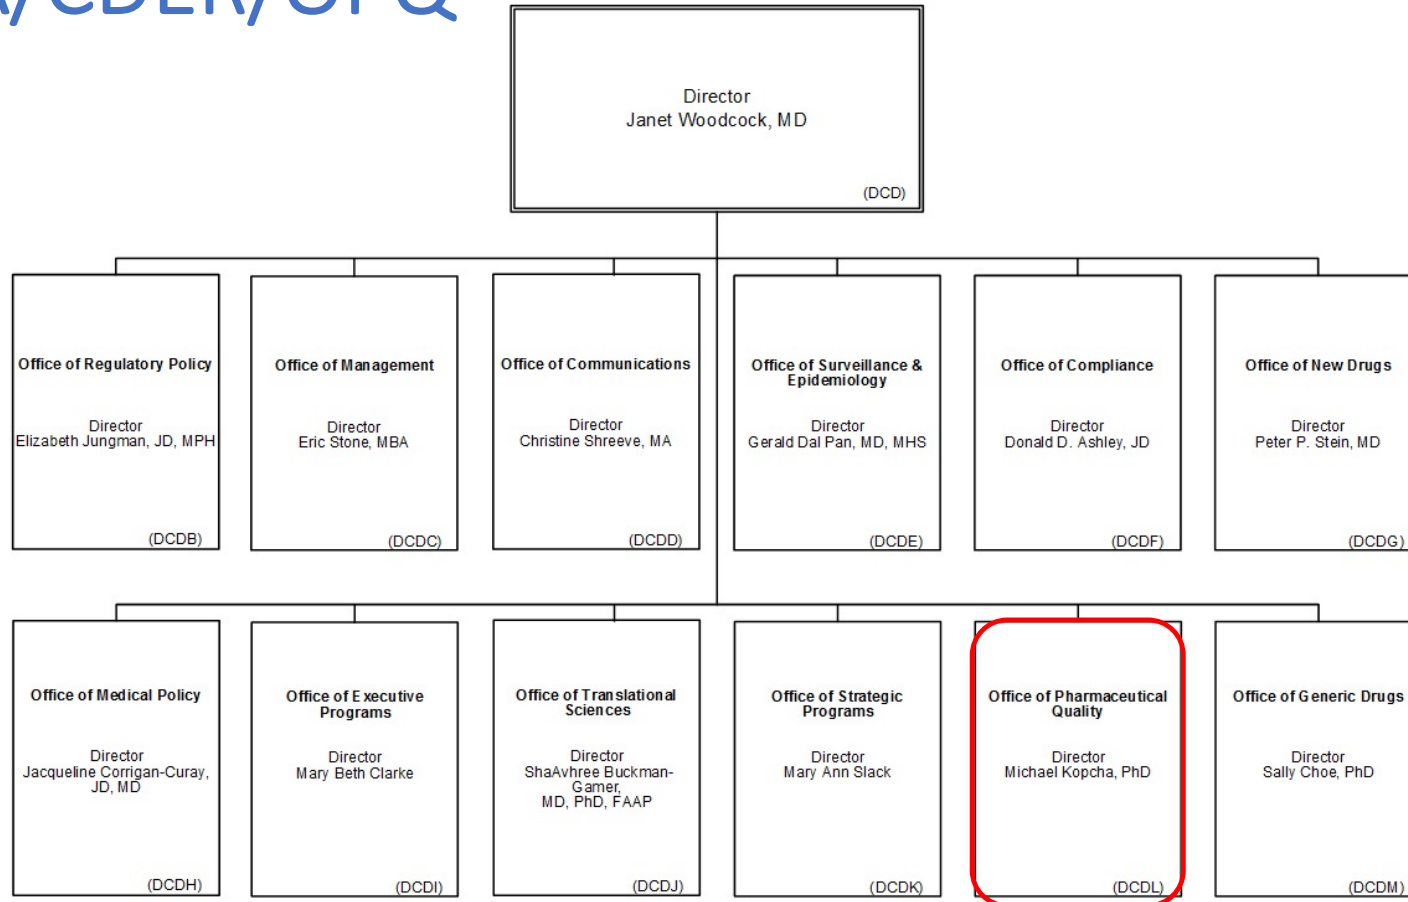 A/CDER/OPQ
Director
Janet Woodcock, MD
(DCD)
Office of Regulatory Policy
Director
Elizabeth Jungman, JD, MPH
(DCDB)
Office of Management
Director
Eric Stone, MBA
(DCDC)
Office of Communications
Director
Christine Shreeve, MA
(DCDD)
Office of Surveillance &
Epidemiology
Director
Gerald Dal Pan, MD, MHS
(DCDE)
Office of Compliance
Director
Donald D. Ashley, JD
(DCDF)
Office of New Drugs
Director
Peter P. Stein, MD
(DCDG)
Office of Medical Policy
Director
Jacqueline Corrigan-Curay,
JD, MD
(DCDH)
Office of Executive
Programs
Director
Mary Beth Clarke
(DCDI)
Office of Translational
Sciences
Director
ShaAvhree Buckman-
Gamer,
MD, PhD, FAAP
(DCDJ)
Office of Strategic
Programs
Director
Mary Ann Slack
(DCDK)
Office of Pharmaceutical
Quality
Director
Michael Kopcha, PhD
(DCDL)
Office of Generic Drugs
Director
Sally Choe, PhD
(DCDM)